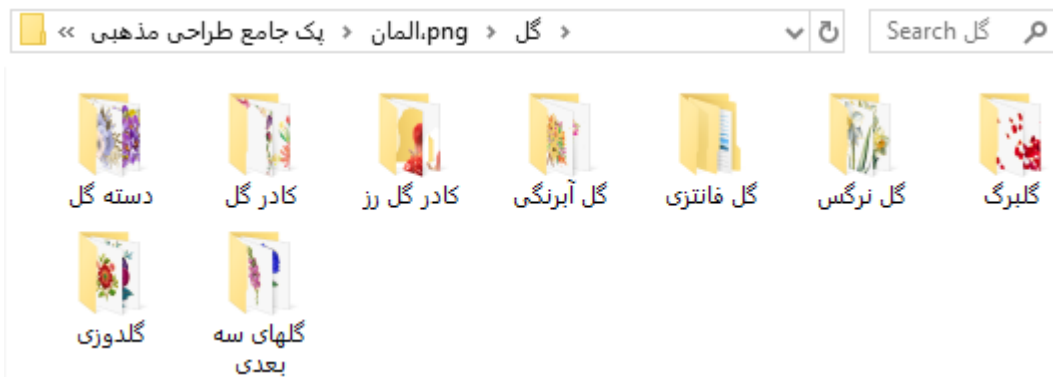 « پک جامع طراحی مذهبی › المان،png › گل ›
Search گل
دسته گل
کادر گل
کادر گل رز
گل آبرنگی
گل فانتزی
گل نرگس
گلبرگ
گلدوزی
گلهای سه
بعدی